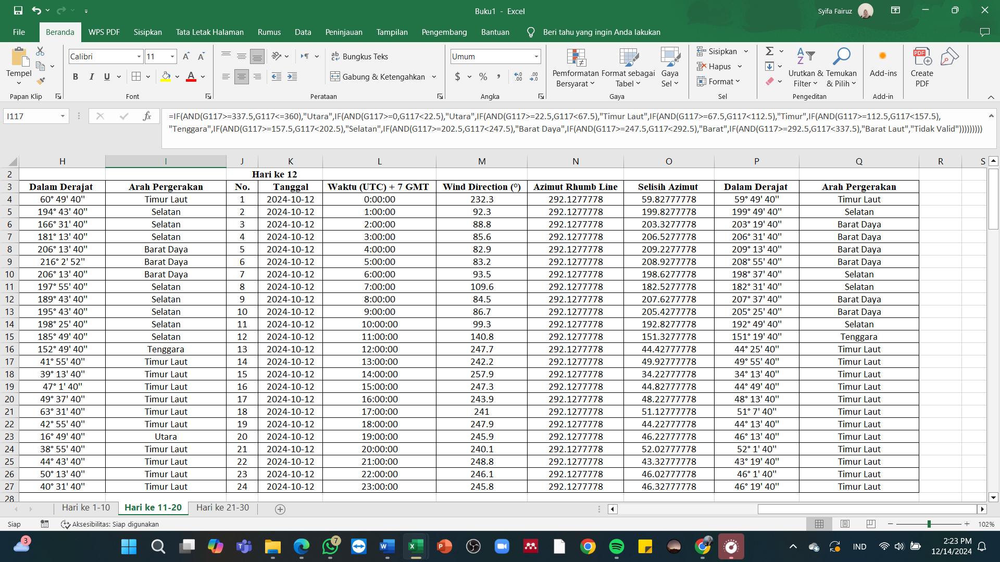 Buku1 - Excel
Syifa Fairuz
File Beranda WPS PDF Sisipkan Tata Letak Halaman Rumus Data Peninjauan Tampilan Pengembang Bantuan Beri tahu yang ingin Anda lakukan
Tempel
Papan Klip
Calibri 11
B I U
Font
Bungkus Teks
Gabung & Ketengahkan
Perataan
Umum
$ % ,
Angka
Pemformatan Bersyarat
Format sebagai Tabel
Gaya Sel
Gaya
Sisipkan
Hapus
Format
Sel
Urutkan & Filter
Temukan & Pilih
Pengeditan
Add-ins
Add-in
Create PDF
I117
=IF(AND(G117>=337.5,G117<=360),"Utara",IF(AND(G117>=0,G117<22.5),"Utara",IF(AND(G117>=22.5,G117<67.5),"Timur Laut",IF(AND(G117>=67.5,G117<112.5),"Timur",IF(AND(G117>=112.5,G117<157.5),
"Tenggara",IF(AND(G117>=157.5,G117<202.5),"Selatan",IF(AND(G117>=202.5,G117<247.5),"Barat Daya",IF(AND(G117>=247.5,G117<292.5),"Barat",IF(AND(G117>=292.5,G117<337.5),"Barat Laut","Tidak Valid")))))))))
H I J K L M N O P Q R S
2 Hari ke 12
3 Dalam Derajat Arah Pergerakan No. Tanggal Waktu (UTC) + 7 GMT Wind Direction (°) Azimut Rhumb Line Selisih Azimut Dalam Derajat Arah Pergerakan
4 60° 49' 40" Timur Laut 1 2024-10-12 0:00:00 232.3 292.1277778 59.82777778 59° 49' 40" Timur Laut
5 194° 43' 40" Selatan 2 2024-10-12 1:00:00 92.3 292.1277778 199.8277778 199° 49' 40" Selatan
6 166° 31' 40" Selatan 3 2024-10-12 2:00:00 88.8 292.1277778 203.3277778 203° 19' 40" Barat Daya
7 181° 13' 40" Selatan 4 2024-10-12 3:00:00 85.6 292.1277778 206.5277778 206° 31' 40" Barat Daya
8 206° 13' 40" Barat Daya 5 2024-10-12 4:00:00 82.9 292.1277778 209.2277778 209° 13' 40" Barat Daya
9 216° 2' 52" Barat Daya 6 2024-10-12 5:00:00 83.2 292.1277778 208.9277778 208° 55' 40" Barat Daya
10 206° 13' 40" Barat Daya 7 2024-10-12 6:00:00 93.5 292.1277778 198.6277778 198° 37' 40" Selatan
11 197° 55' 40" Selatan 8 2024-10-12 7:00:00 109.6 292.1277778 182.5277778 182° 31' 40" Selatan
12 189° 43' 40" Selatan 9 2024-10-12 8:00:00 84.5 292.1277778 207.6277778 207° 37' 40" Barat Daya
13 195° 43' 40" Selatan 10 2024-10-12 9:00:00 86.7 292.1277778 205.4277778 205° 25' 40" Barat Daya
14 198° 25' 40" Selatan 11 2024-10-12 10:00:00 99.3 292.1277778 192.8277778 192° 49' 40" Selatan
15 185° 49' 40" Selatan 12 2024-10-12 11:00:00 140.8 292.1277778 151.3277778 151° 19' 40" Tenggara
16 152° 49' 40" Tenggara 13 2024-10-12 12:00:00 247.7 292.1277778 44.42777778 44° 25' 40" Timur Laut
17 41° 55' 40" Timur Laut 14 2024-10-12 13:00:00 242.2 292.1277778 49.92777778 49° 55' 40" Timur Laut
18 39° 13' 40" Timur Laut 15 2024-10-12 14:00:00 257.9 292.1277778 34.22777778 34° 13' 40" Timur Laut
19 47° 1' 40" Timur Laut 16 2024-10-12 15:00:00 247.3 292.1277778 44.82777778 44° 49' 40" Timur Laut
20 49° 37' 40" Timur Laut 17 2024-10-12 16:00:00 243.9 292.1277778 48.22777778 48° 13' 40" Timur Laut
21 63° 31' 40" Timur Laut 18 2024-10-12 17:00:00 241 292.1277778 51.12777778 51° 7' 40" Timur Laut
22 42° 55' 40" Timur Laut 19 2024-10-12 18:00:00 247.9 292.1277778 44.22777778 44° 13' 40" Timur Laut
23 16° 49' 40" Utara 20 2024-10-12 19:00:00 245.9 292.1277778 46.22777778 46° 13' 40" Timur Laut
24 38° 55' 40" Timur Laut 21 2024-10-12 20:00:00 240.1 292.1277778 52.02777778 52° 1' 40" Timur Laut
25 44° 43' 40" Timur Laut 22 2024-10-12 21:00:00 248.8 292.1277778 43.32777778 43° 19' 40" Timur Laut
26 50° 13' 40" Timur Laut 23 2024-10-12 22:00:00 246.1 292.1277778 46.02777778 46° 1' 40" Timur Laut
27 40° 31' 40" Timur Laut 24 2024-10-12 23:00:00 245.8 292.1277778 46.32777778 46° 19' 40" Timur Laut
28
Hari ke 1-10 Hari ke 11-20 Hari ke 21-30
Siap Aksesibilitas: Siap digunakan 102%
3
7
IND
2:23 PM
12/14/2024